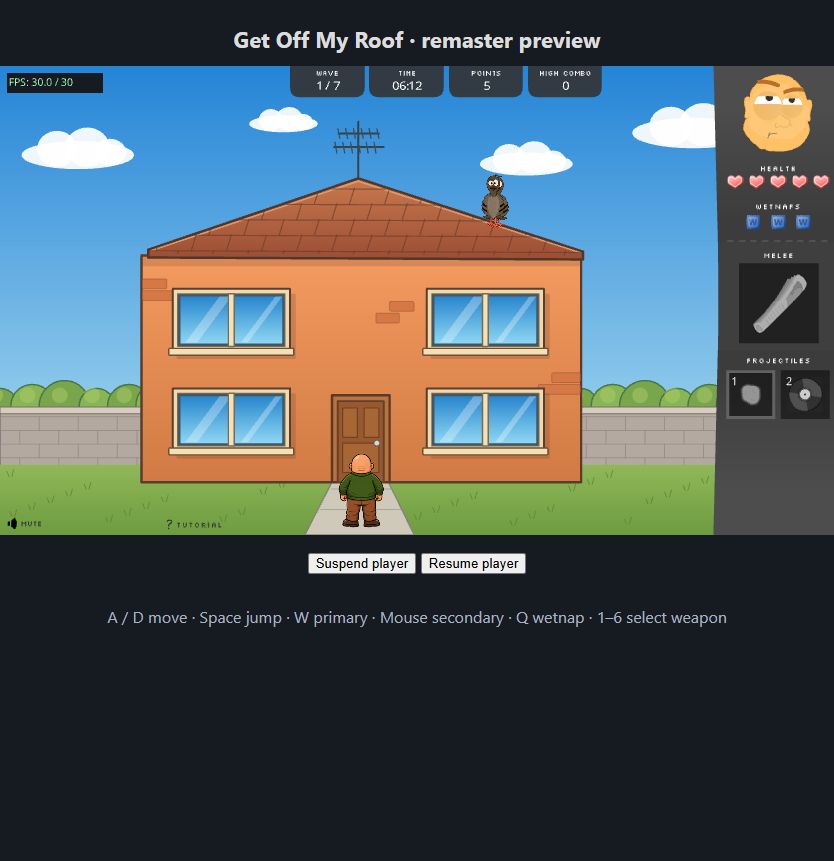 Get Off My Roof · remaster preview
FPS: 30.0 / 30
WAVE
1 / 7
TIME
06:12
POINTS
5
HIGH COMBO
0
HEALTH
WETNAPS
W W W
MELEE
PROJECTILES
1 2
MUTE
? TUTORIAL
Suspend player Resume player
A / D move · Space jump · W primary · Mouse secondary · Q wetnap · 1–6 select weapon